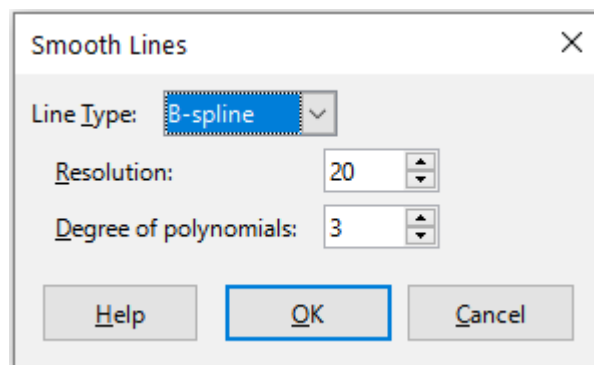 Smooth Lines
Line Type: B-spline
Resolution: 20
Degree of polynomials: 3
Help OK Cancel